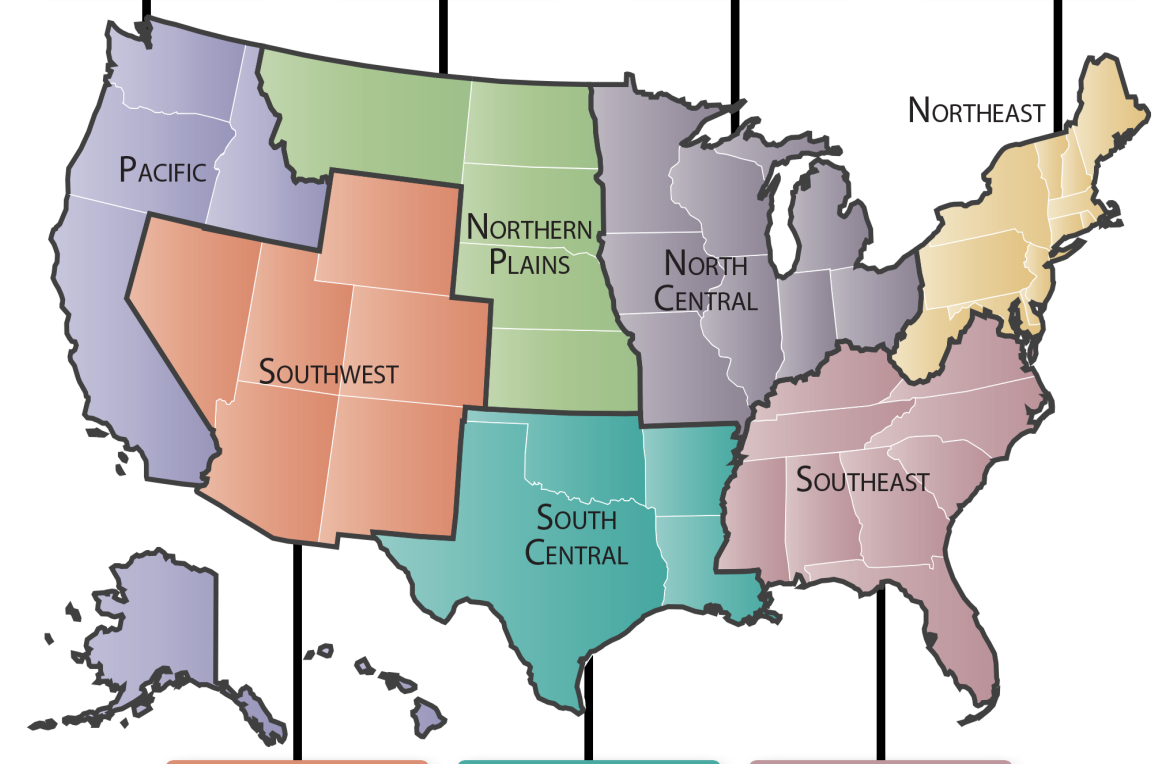 Northeast
Pacific
Northern
Plains
North
Central
Southwest
Southeast
South
Central